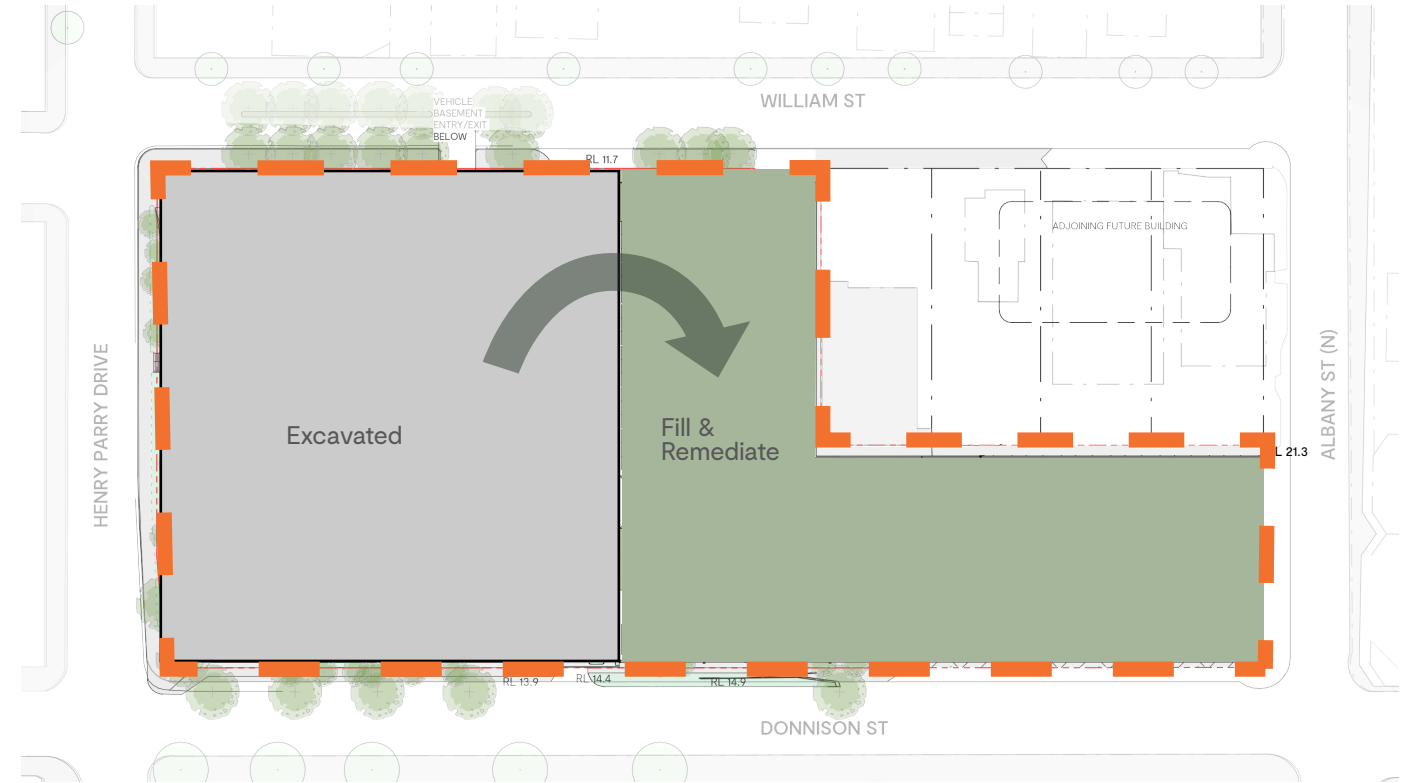 VEHICLE
BASEMENT
ENTRY/EXIT
BELOW
WILLIAM ST
RL 11.7
ADJOINING FUTURE BUILDING
HENRY PARRY DRIVE
Excavated
Fill &
Remediate
ALBANY ST (N)
L 21.3
RL 13.9
RL 14.4
RL 14.9
DONNISON ST